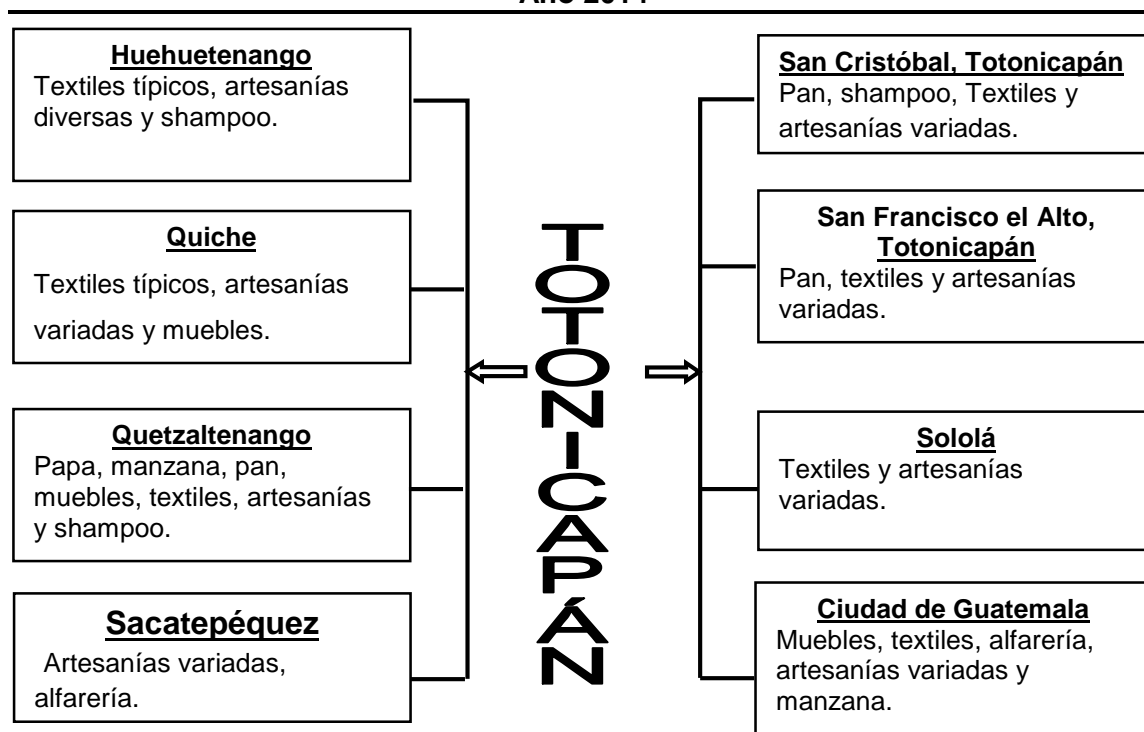 Año 2014
Huehuetenango
Textiles típicos, artesanías
diversas y shampoo.
Quiche
Textiles típicos, artesanías
variadas y muebles.
Quetzaltenango
Papa, manzana, pan,
muebles, textiles, artesanías
y shampoo.
Sacatepéquez
Artesanías variadas,
alfarería.
TOTONICAPÁN
San Cristóbal, Totonicapán
Pan, shampoo, Textiles y
artesanías variadas.
San Francisco el Alto,
Totonicapán
Pan, textiles y artesanías
variadas.
Sololá
Textiles y artesanías
variadas.
Ciudad de Guatemala
Muebles, textiles, alfarería,
artesanías variadas y
manzana.